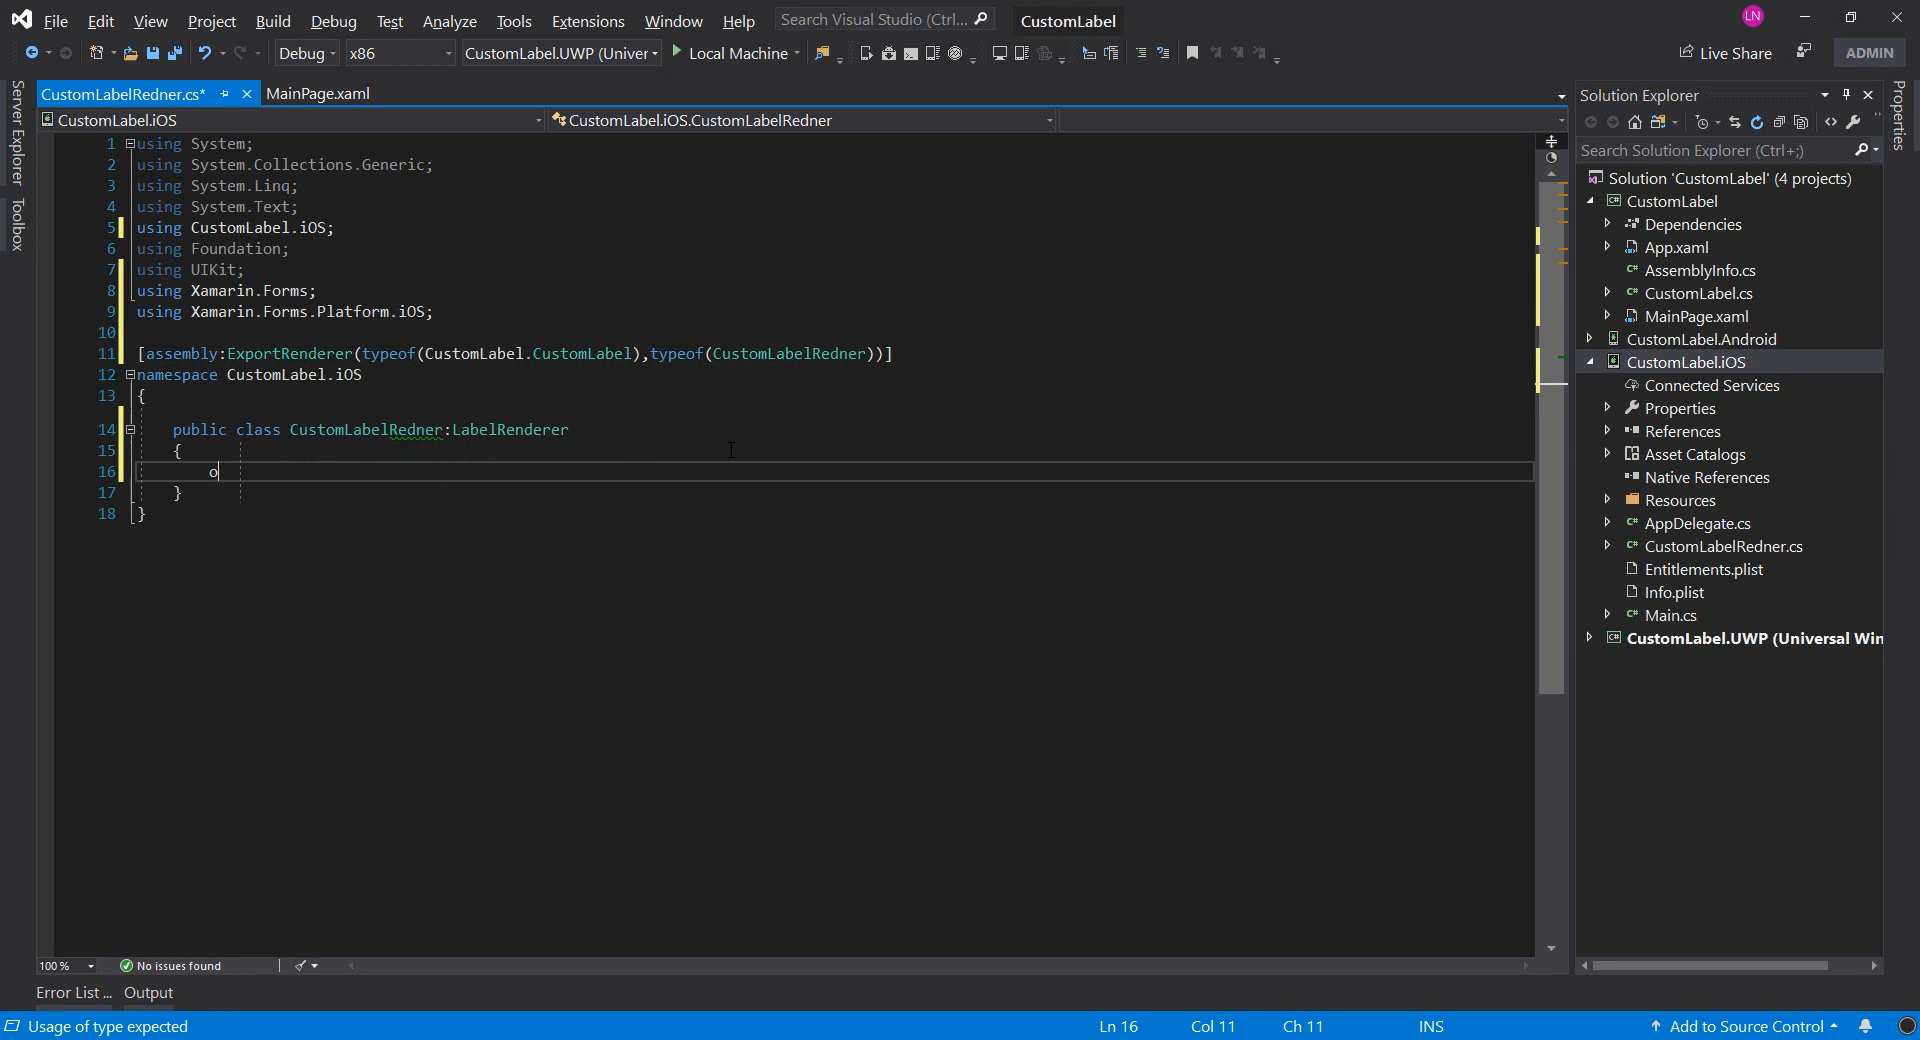 File Edit View Project Build Debug Test Analyze Tools Extensions Window Help Search Visual Studio (Ctrl... CustomLabel LN
Debug x86 CustomLabel.UWP (Univer Local Machine Live Share ADMIN
Server Explorer
Toolbox
CustomLabelRedner.cs* MainPage.xaml
CustomLabel.iOS CustomLabel.iOS.CustomLabelRedner
1 using System;
2 using System.Collections.Generic;
3 using System.Linq;
4 using System.Text;
5 using CustomLabel.iOS;
6 using Foundation;
7 using UIKit;
8 using Xamarin.Forms;
9 using Xamarin.Forms.Platform.iOS;
10
11 [assembly:ExportRenderer(typeof(CustomLabel.CustomLabel),typeof(CustomLabelRedner))]
12 namespace CustomLabel.iOS
13 {
14 public class CustomLabelRedner:LabelRenderer
15 {
16 o
17 }
18 }
100 % No issues found
Error List ... Output
Solution Explorer
Search Solution Explorer (Ctrl+;)
Solution 'CustomLabel' (4 projects)
CustomLabel
Dependencies
App.xaml
AssemblyInfo.cs
CustomLabel.cs
MainPage.xaml
CustomLabel.Android
CustomLabel.iOS
Connected Services
Properties
References
Asset Catalogs
Native References
Resources
AppDelegate.cs
CustomLabelRedner.cs
Entitlements.plist
Info.plist
Main.cs
CustomLabel.UWP (Universal Win
Properties
Usage of type expected Ln 16 Col 11 Ch 11 INS Add to Source Control